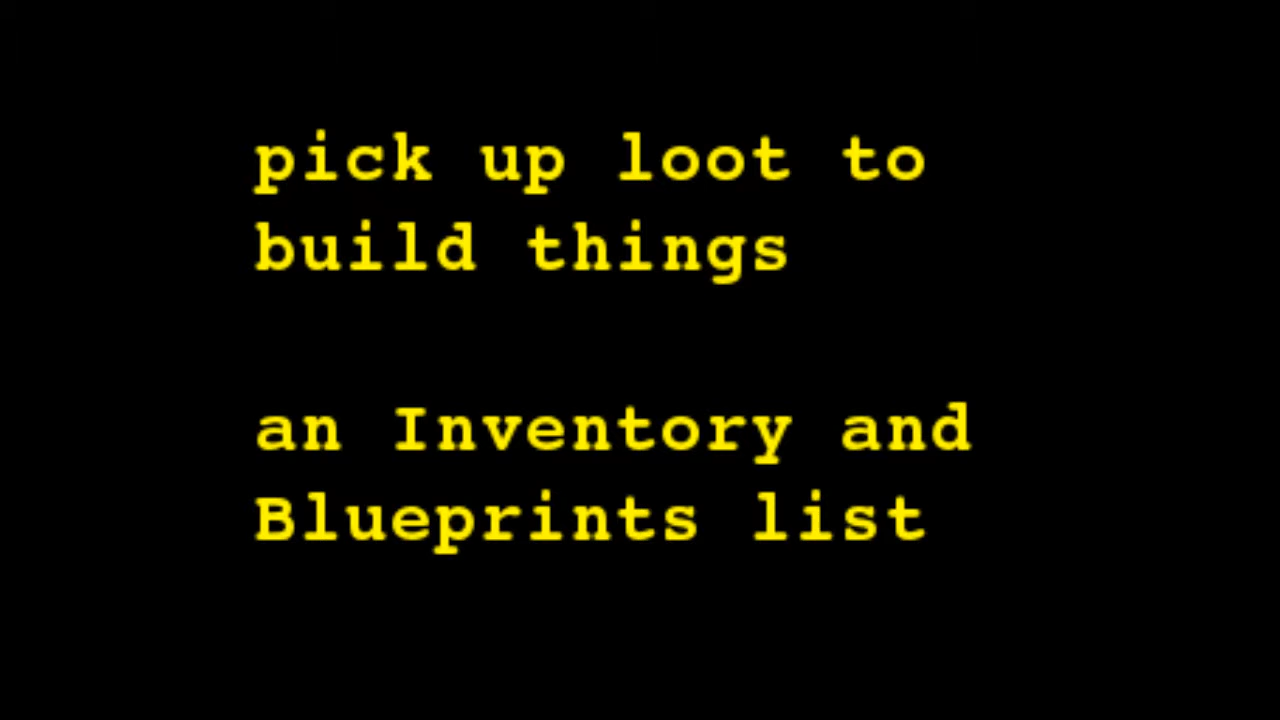 pick up loot to
build things
an Inventory and
Blueprints list